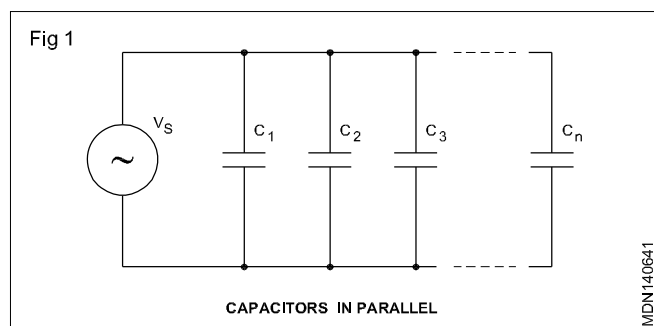 Fig 1
VS
C1
C2
C3
Cn
CAPACITORS IN PARALLEL
MDN140641